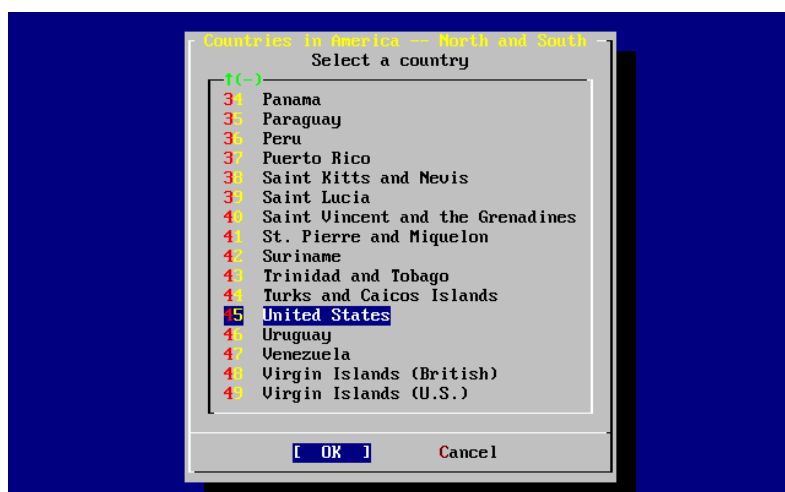 Countries in America -- North and South
Select a country
↑(-)
34 Panama
35 Paraguay
36 Peru
37 Puerto Rico
38 Saint Kitts and Nevis
39 Saint Lucia
40 Saint Vincent and the Grenadines
41 St. Pierre and Miquelon
42 Suriname
43 Trinidad and Tobago
44 Turks and Caicos Islands
45 United States
46 Uruguay
47 Venezuela
48 Virgin Islands (British)
49 Virgin Islands (U.S.)
[ OK ] Cancel